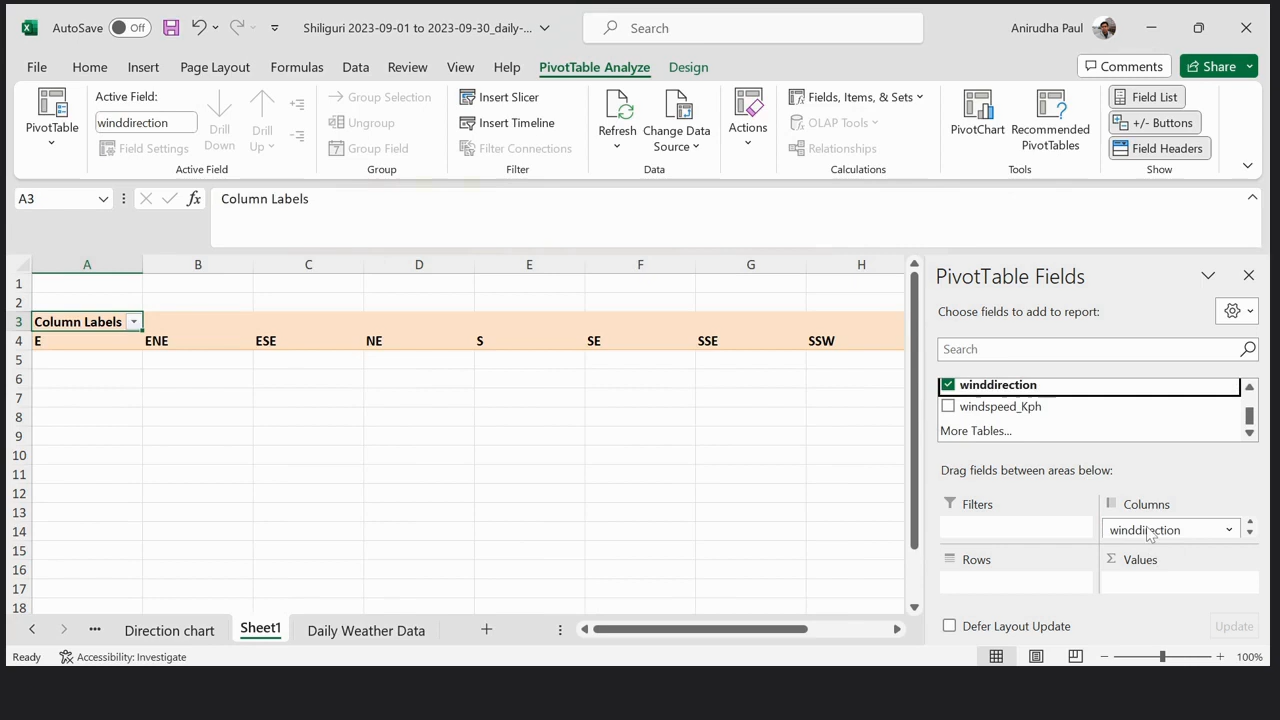 AutoSave Off Shiliguri 2023-09-01 to 2023-09-30_daily-... Search Anirudha Paul
File Home Insert Page Layout Formulas Data Review View Help PivotTable Analyze Design Comments Share
PivotTable
Active Field:
winddirection
Field Settings
Drill Down
Drill Up
Active Field
Group Selection
Ungroup
Group Field
Group
Insert Slicer
Insert Timeline
Filter Connections
Filter
Refresh
Change Data Source
Data
Actions
Fields, Items, & Sets
OLAP Tools
Relationships
Calculations
PivotChart
Recommended PivotTables
Tools
Field List
+/- Buttons
Field Headers
Show
A3 fx Column Labels
A B C D E F G H
1
2
3 Column Labels
4 E ENE ESE NE S SE SSE SSW
5
6
7
8
9
10
11
12
13
14
15
16
17
18
PivotTable Fields
Choose fields to add to report:
Search
winddirection
windspeed_Kph
More Tables...
Drag fields between areas below:
Filters
Columns
winddirection
Rows
Σ Values
Defer Layout Update Update
... Direction chart Sheet1 Daily Weather Data +
Ready Accessibility: Investigate 100%